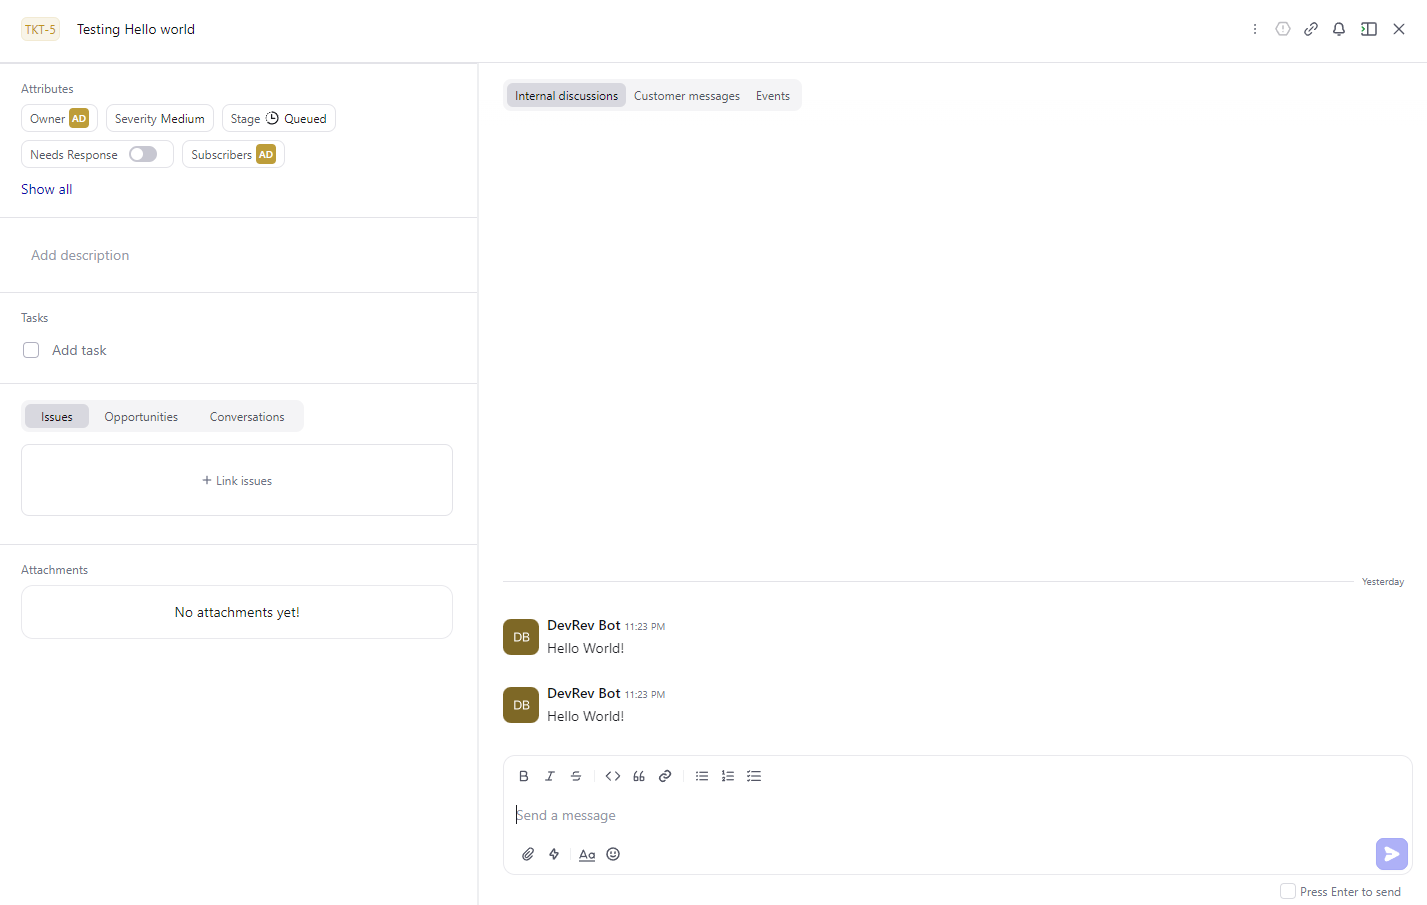 TKT-5 Testing Hello world
Attributes
Owner AD Severity Medium Stage Queued
Needs Response Subscribers AD
Show all
Add description
Tasks
Add task
Issues Opportunities Conversations
+ Link issues
Attachments
No attachments yet!
Internal discussions Customer messages Events
Yesterday
DB DevRev Bot 11:23 PM
Hello World!
DB DevRev Bot 11:23 PM
Hello World!
B I S
Send a message
Aa
Press Enter to send